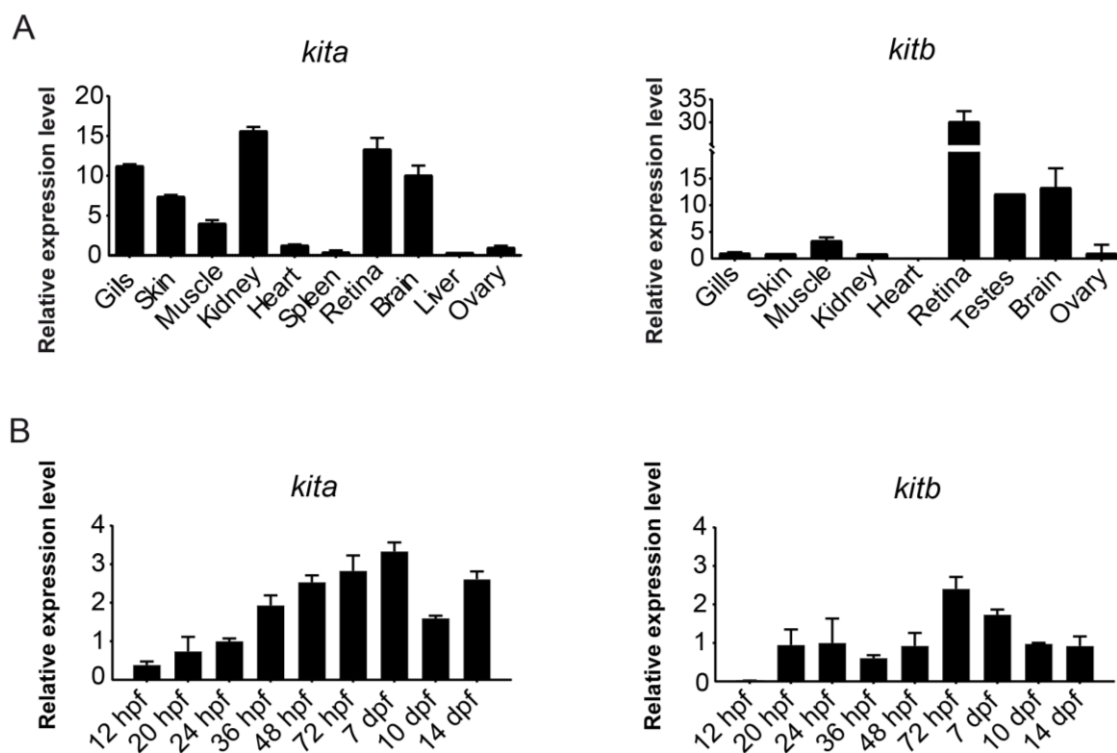 A
kita
Relative expression level
20
15
10
5
0
Gils
Skin
Muscle
Kidney
Heart
Spleen
Retina
Brain
Liver
Ovary
kitb
Relative expression level
35
30
15
10
5
0
Gills
Skin
Muscle
Kidney
Heart
Retina
Testes
Brain
Ovary
B
kita
Relative expression level
4
3
2
1
0
12 hpf
20 hpf
24 hpf
36 hpf
48 hpf
72 hpf
7 dpf
10 dpf
14 dpf
kitb
Relative expression level
4
3
2
1
0
12 hpf
20 hpf
24 hpf
36 hpf
48 hpf
72 hpf
7 dpf
10 dpf
14 dpf